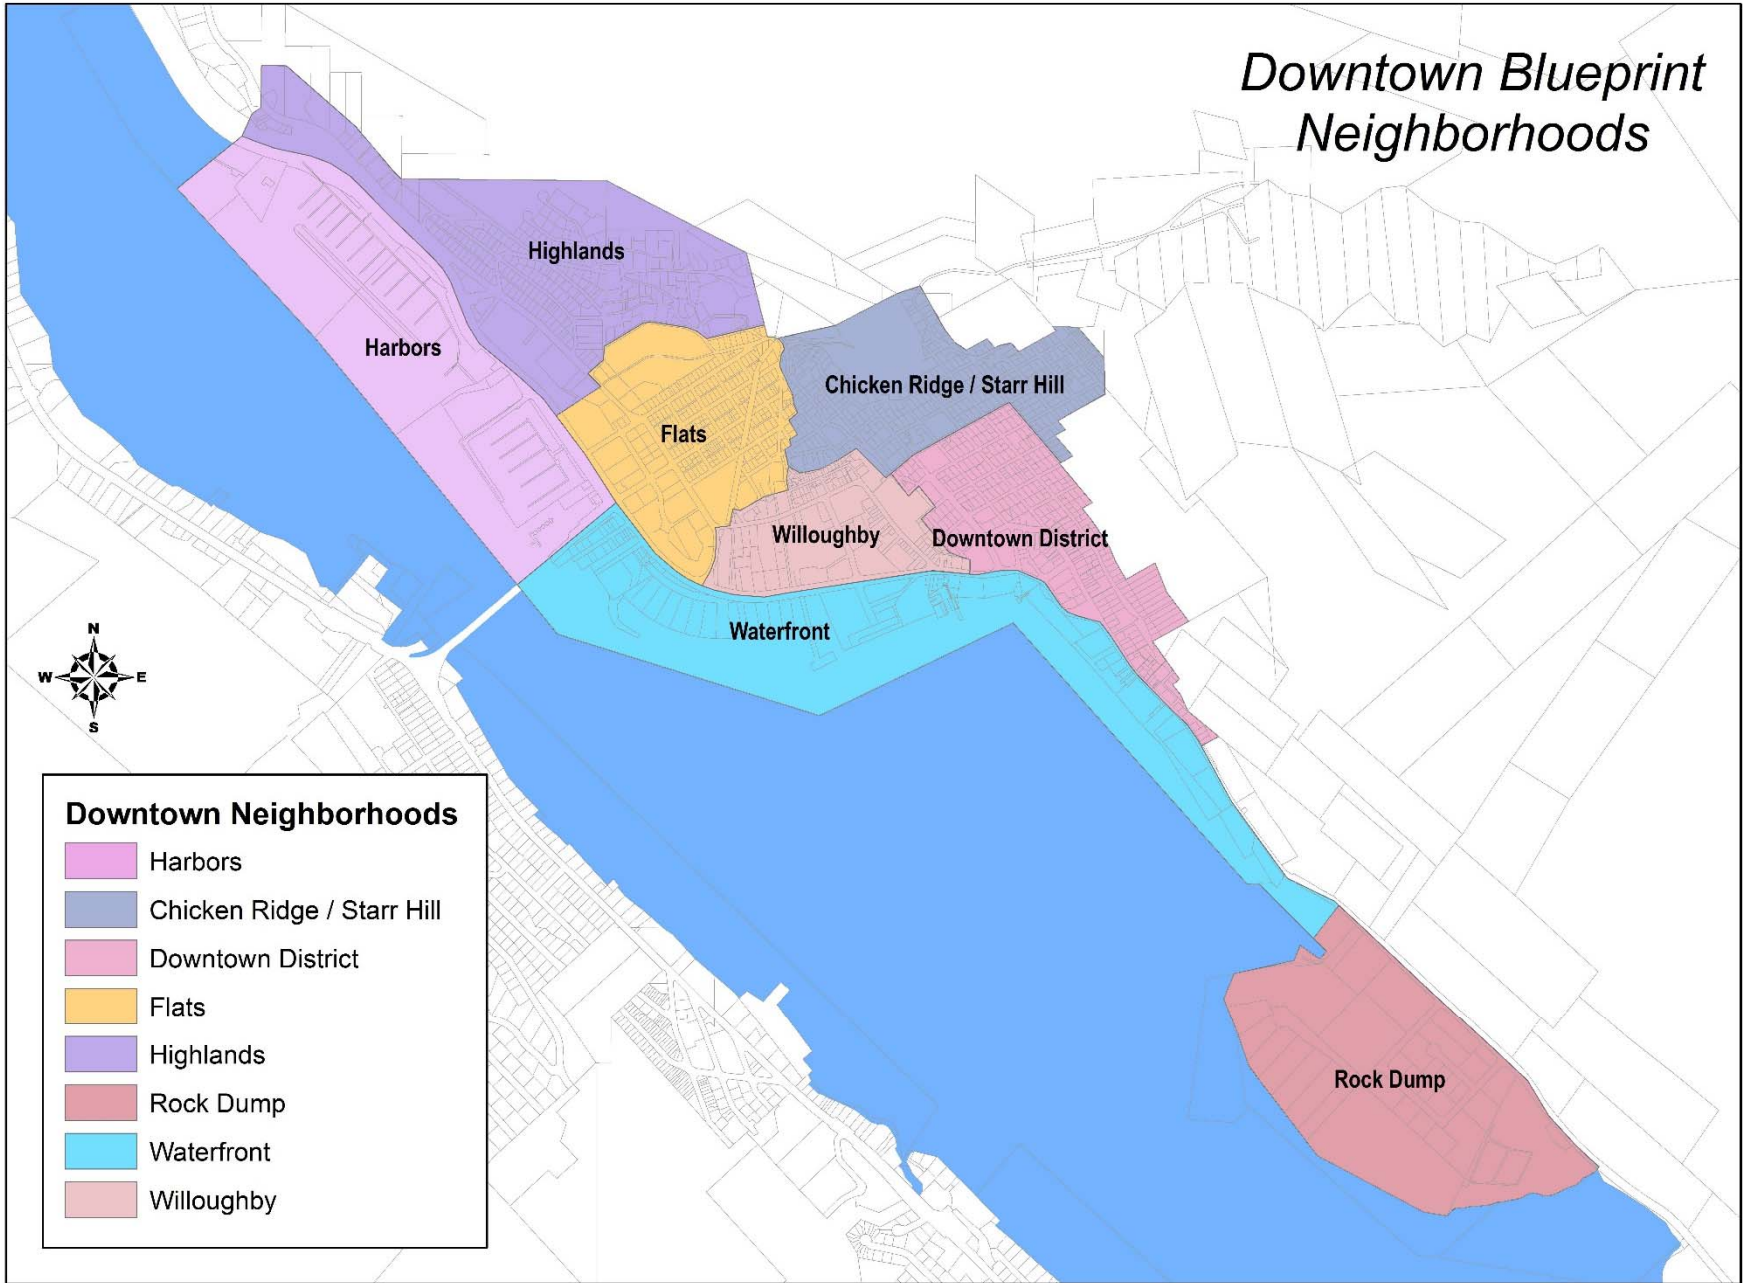 Downtown Blueprint
Neighborhoods
Highlands
Harbors
Chicken Ridge / Starr Hill
Flats
Willoughby
Downtown District
Waterfront
N
W
E
S
Rock Dump
Downtown Neighborhoods
Harbors
Chicken Ridge / Starr Hill
Downtown District
Flats
Highlands
Rock Dump
Waterfront
Willoughby